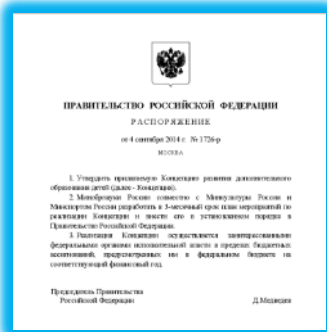 ПРАВИТЕЛЬСТВО РОССИЙСКОЙ ФЕДЕРАЦИИ
РАСПОРЯЖЕНИЕ
от 4 сентября 2014 г. № 1726-р
МОСКВА
1. Утвердить прилагаемую Концепцию развития дополнительного
образования детей (далее - Концепция).
2. Минобрнауки России совместно с Минкультуры России и
Минспортом России разработать в 3-месячный срок план мероприятий по
реализации Концепции и внести его в установленном порядке в
Правительство Российской Федерации.
3. Реализация Концепции осуществляется заинтересованными
федеральными органами исполнительной власти в пределах бюджетных
ассигнований, предусмотренных им в федеральном бюджете на
соответствующий финансовый год.
Председатель Правительства
Российской Федерации Д.Медведев